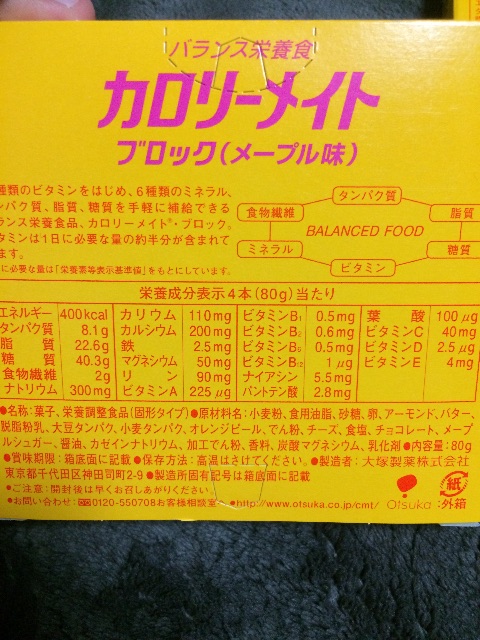 バランス栄養食
カロリーメイト
ブロック(メープル味)
種類のビタミンをはじめ、6種類のミネラル、
ンパク質、脂質、糖質を手軽に補給できる
ランス栄養食品、カロリーメイト®・ブロック。
タミンは1日に必要な量の約半分が含まれて
ます。
に必要な量は「栄養素等表示基準値」をもとにしています。
タンパク質
食物繊維
脂質
BALANCED FOOD
ミネラル
糖質
ビタミン
栄養成分表示4本(80g)当たり
エネルギー 400kcal カリウム 110mg ビタミンB1 0.5mg 葉酸 100μg
タンパク質 8.1g カルシウム 200mg ビタミンB2 0.6mg ビタミンC 40mg
脂質 22.6g 鉄 2.5mg ビタミンB6 0.5mg ビタミンD 2.5μg
糖質 40.3g マグネシウム 50mg ビタミンB12 1μg ビタミンE 4mg
食物繊維 2g リン 90mg ナイアシン 5.5mg
ナトリウム 300mg ビタミンA 225μg パントテン酸 2.8mg
●名称:菓子、栄養調整食品(固形タイプ)●原材料名:小麦粉、食用油脂、砂糖、卵、アーモンド、バター、
脱脂粉乳、大豆タンパク、小麦タンパク、オレンジピール、でん粉、チーズ、食塩、チョコレート、メープ
ルシュガー、醤油、カゼインナトリウム、加工でん粉、香料、炭酸マグネシウム、乳化剤●内容量:80g
●賞味期限:箱底面に記載●保存方法:高温はさけてください。●製造者:大塚製薬株式会社
東京都千代田区神田司町2-9●製造所固有記号は箱底面に記載
●ご注意:開封後は早くお召しあがりください。
●お問い合わせ:0120-550708お客様相談室 ●http://www.otsuka.co.jp/cmt/
Otsuka
紙
:外箱